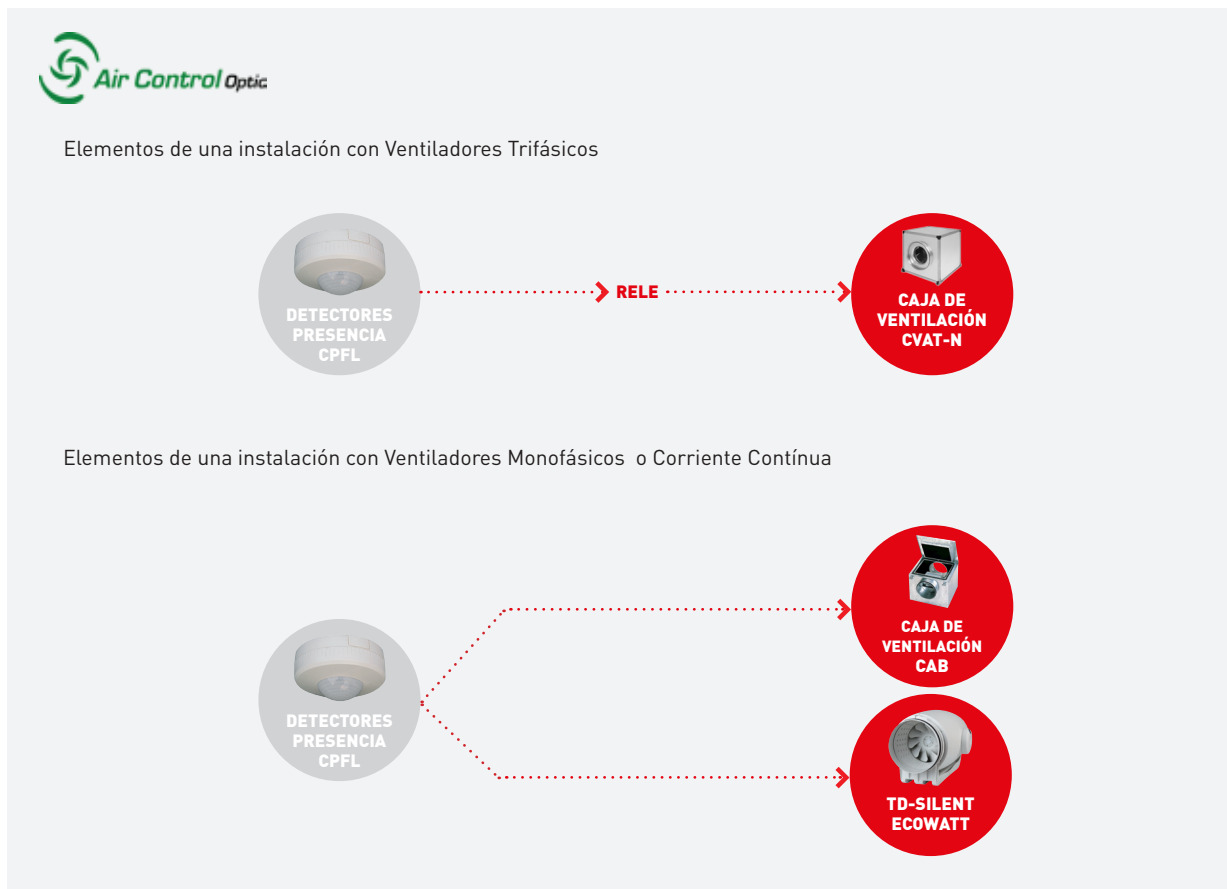 Air Control Optic
Elementos de una instalación con Ventiladores Trifásicos
DETECTORES
PRESENCIA
CPFL
RELE
CAJA DE
VENTILACIÓN
CVAT-N
Elementos de una instalación con Ventiladores Monofásicos  o Corriente Contínua
DETECTORES
PRESENCIA
CPFL
CAJA DE
VENTILACIÓN
CAB
TD-SILENT
ECOWATT